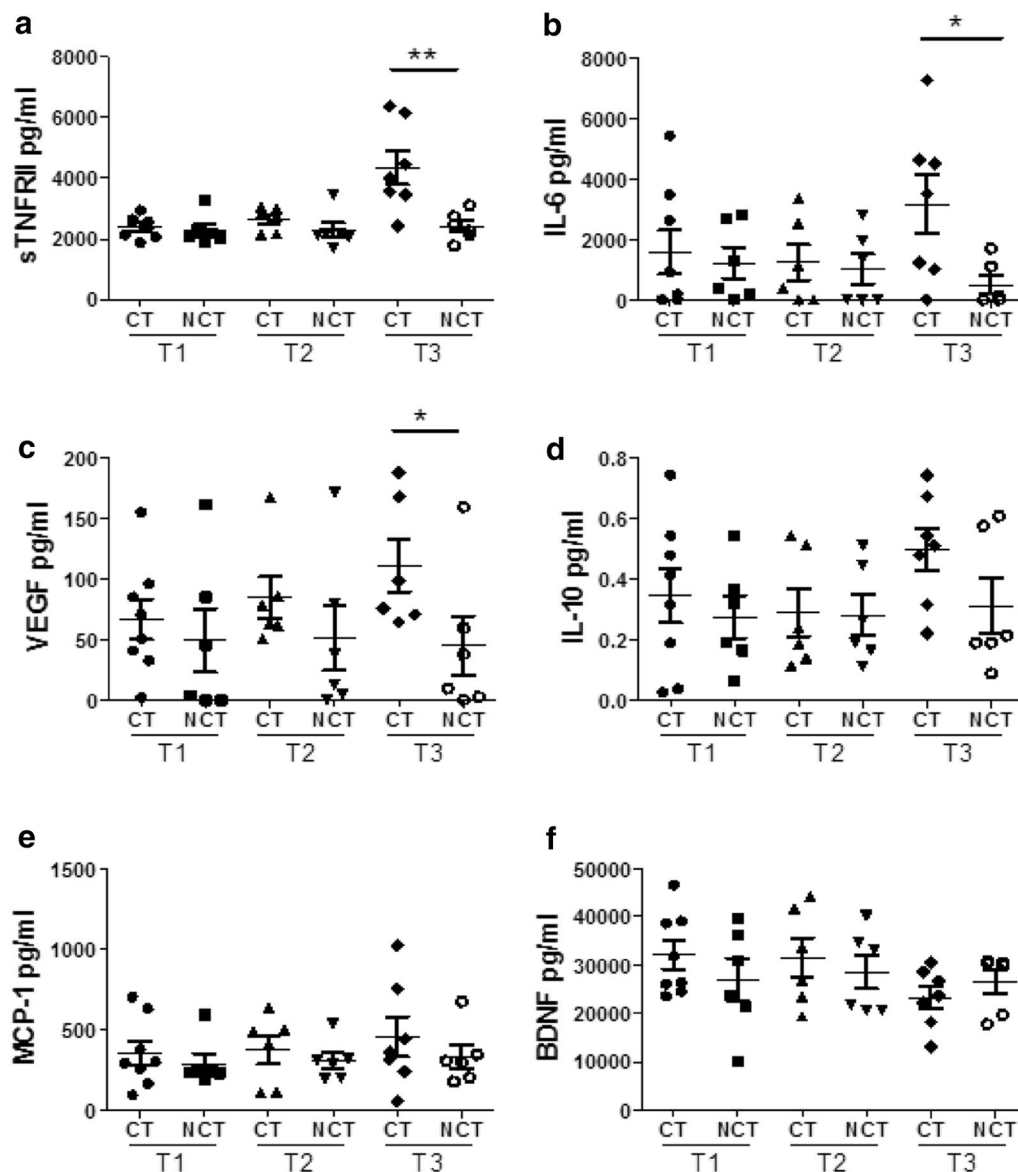 a
**
8000
6000
4000
2000
0
sTNFRII pg/ml
CT NCT CT NCT CT NCT
T1 T2 T3
b
*
8000
6000
4000
2000
0
IL-6 pg/ml
CT NCT CT NCT CT NCT
T1 T2 T3
c
*
200
150
100
50
0
VEGF pg/ml
CT NCT CT NCT CT NCT
T1 T2 T3
d
0.8
0.6
0.4
0.2
0.0
IL-10 pg/ml
CT NCT CT NCT CT NCT
T1 T2 T3
e
1500
1000
500
0
MCP-1 pg/ml
CT NCT CT NCT CT NCT
T1 T2 T3
f
50000
40000
30000
20000
10000
0
BDNF pg/ml
CT NCT CT NCT CT NCT
T1 T2 T3